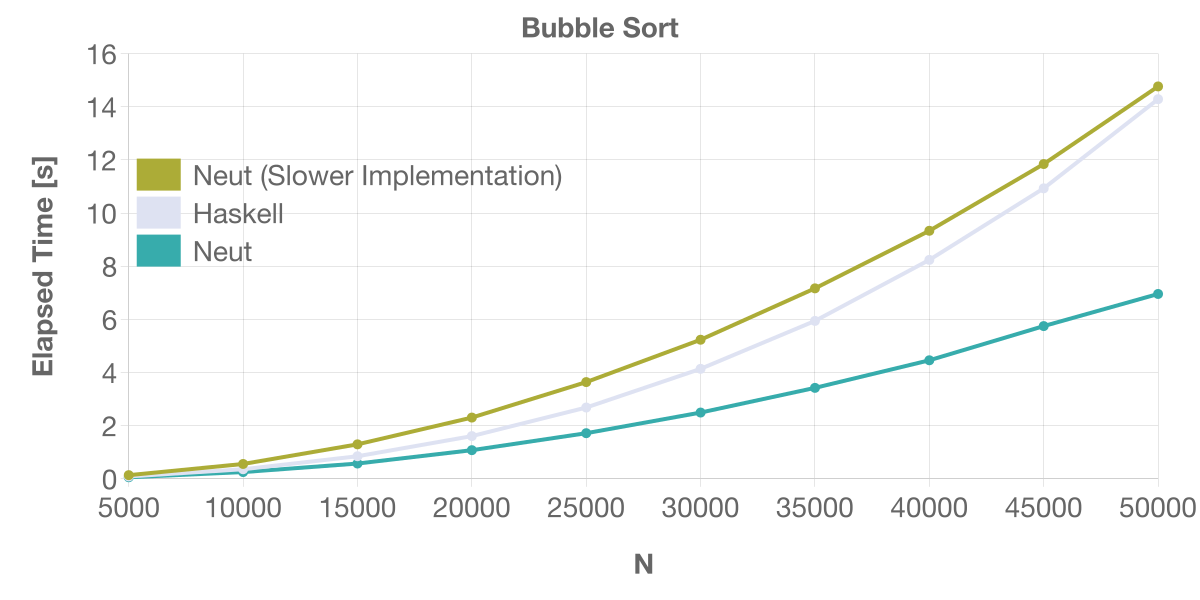 Bubble Sort
16
14
12
10
8
6
4
2
0
Elapsed Time [s]
Neut (Slower Implementation)
Haskell
Neut
5000 10000 15000 20000 25000 30000 35000 40000 45000 50000
N